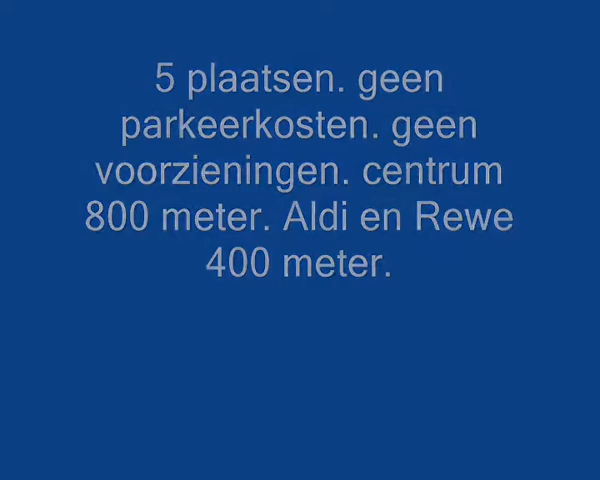 5 plaatsen. geen
parkeerkosten. geen
voorzieningen. centrum
800 meter. Aldi en Rewe
400 meter.